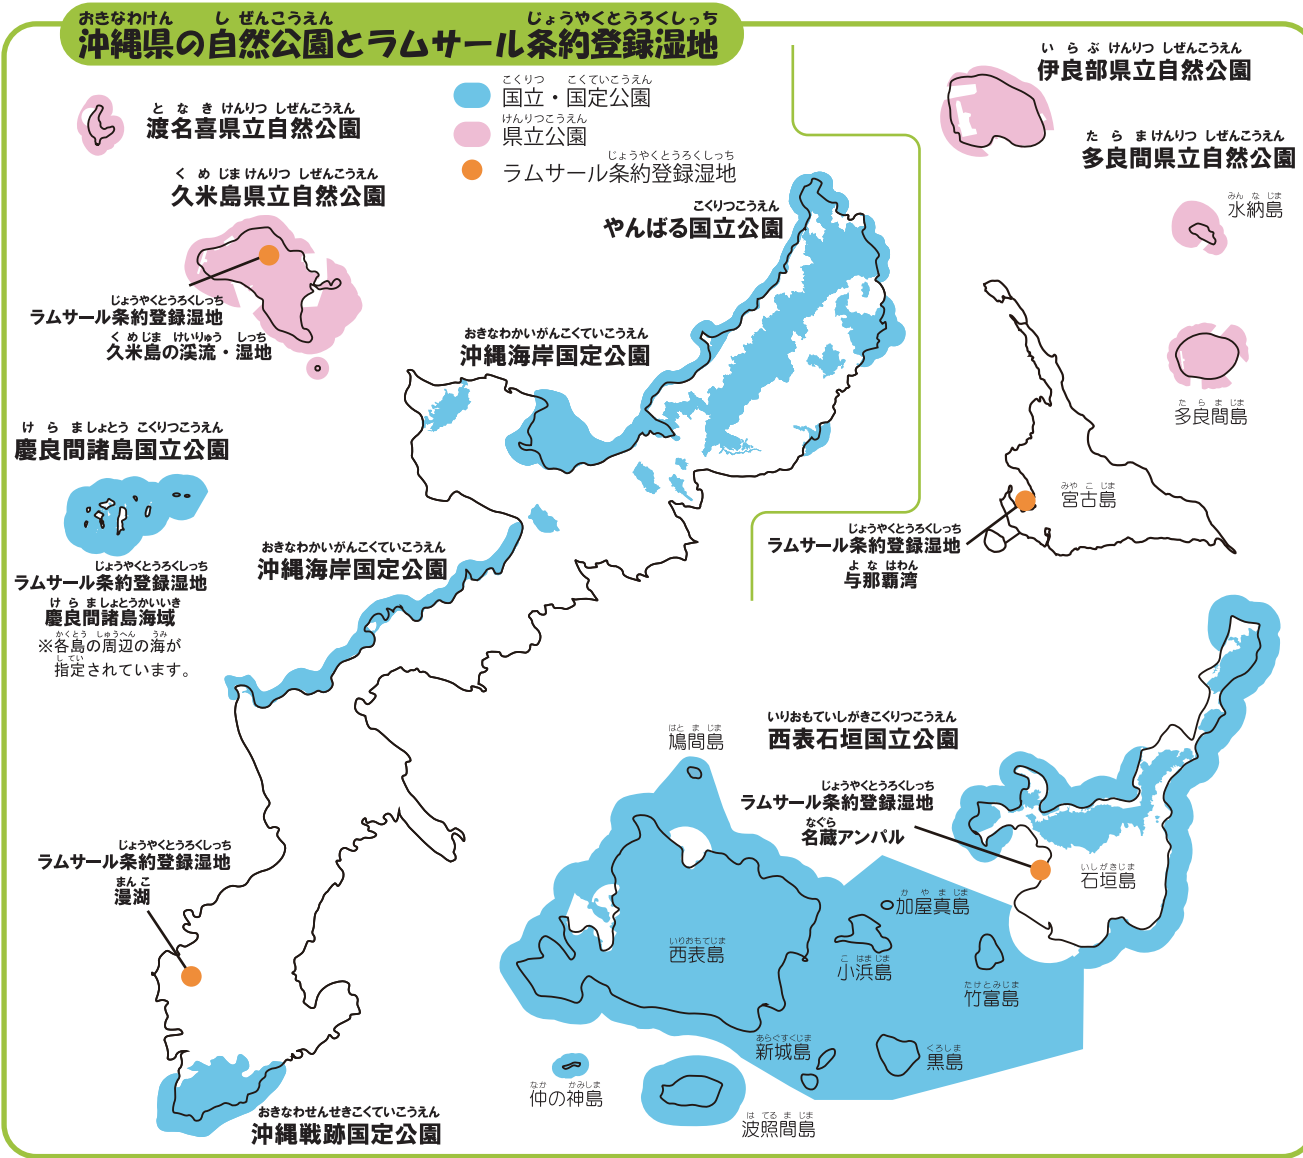 おきなわけん しぜんこうえん じょうやくとうろくしっち
沖縄県の自然公園とラムサール条約登録湿地
こくりつ こくていこうえん
国立・国定公園
けんりつこうえん
県立公園
じょうやくとうろくしっち
ラムサール条約登録湿地
となきけんりつしぜんこうえん
渡名喜県立自然公園
くめじまけんりつしぜんこうえん
久米島県立自然公園
じょうやくとうろくしっち
ラムサール条約登録湿地
くめじま けいりゅう しっち
久米島の渓流・湿地
けらましょとうこくりつこうえん
慶良間諸島国立公園
じょうやくとうろくしっち
ラムサール条約登録湿地
けらましょとうかいいき
慶良間諸島海域
かくとう しゅうへん うみ
※各島の周辺の海が
してい
指定されています。
こくりつこうえん
やんばる国立公園
おきなわかいがんこくていこうえん
沖縄海岸国定公園
おきなわかいがんこくていこうえん
沖縄海岸国定公園
じょうやくとうろくしっち
ラムサール条約登録湿地
まんこ
漫湖
おきなわせんせきこくていこうえん
沖縄戦跡国定公園
いらぶけんりつしぜんこうえん
伊良部県立自然公園
たらまけんりつしぜんこうえん
多良間県立自然公園
みんなじま
水納島
たらまじま
多良間島
みやこじま
宮古島
じょうやくとうろくしっち
ラムサール条約登録湿地
よなはわん
与那覇湾
いりおもていしがきこくりつこうえん
西表石垣国立公園
はとまじま
鳩間島
じょうやくとうろくしっち
ラムサール条約登録湿地
なぐら
名蔵アンパル
いしがきじま
石垣島
かやまじま
加屋真島
いりおもてじま
西表島
こはまじま
小浜島
たけとみじま
竹富島
あらぐすくじま
新城島
くろしま
黒島
なか かみしま
仲の神島
はてるまじま
波照間島